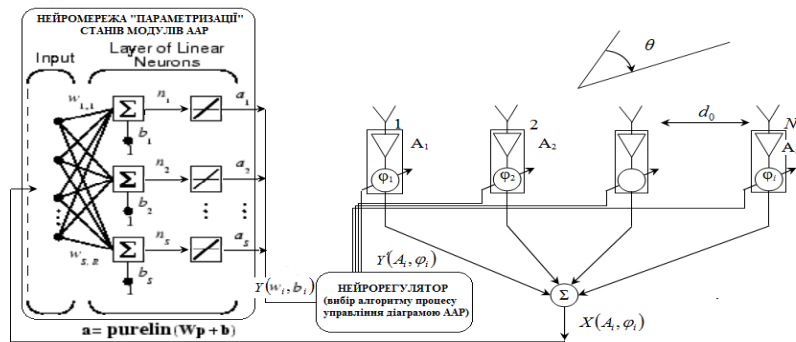 НЕЙРОМЕРЕЖА "ПАРАМЕТРИЗАЦІЇ"
СТАНІВ МОДУЛІВ ААР
Input
Layer of Linear
Neurons
w1,1
wS,R
Σ
n1
a1
b1
1
Σ
n2
a2
b2
1
Σ
nS
aS
bS
1
a= purelin(Wp+b)
Y(wi,bi)
Y'(Ai,φi)
НЕЙРОРЕГУЛЯТОР
(вибір алгоритму процесу
управління діаграмою ААР)
θ
1
A1
φ1
2
A2
φ2
d0
N
A
φi
Σ
X(Ai,φi)